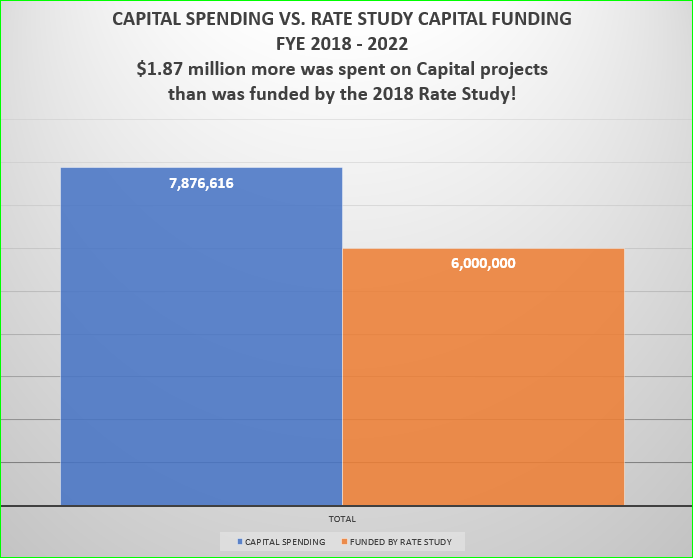 CAPITAL SPENDING VS. RATE STUDY CAPITAL FUNDING
FYE 2018 - 2022
$1.87 million more was spent on Capital projects
than was funded by the 2018 Rate Study!
7,876,616
6,000,000
TOTAL
CAPITAL SPENDING
FUNDED BY RATE STUDY